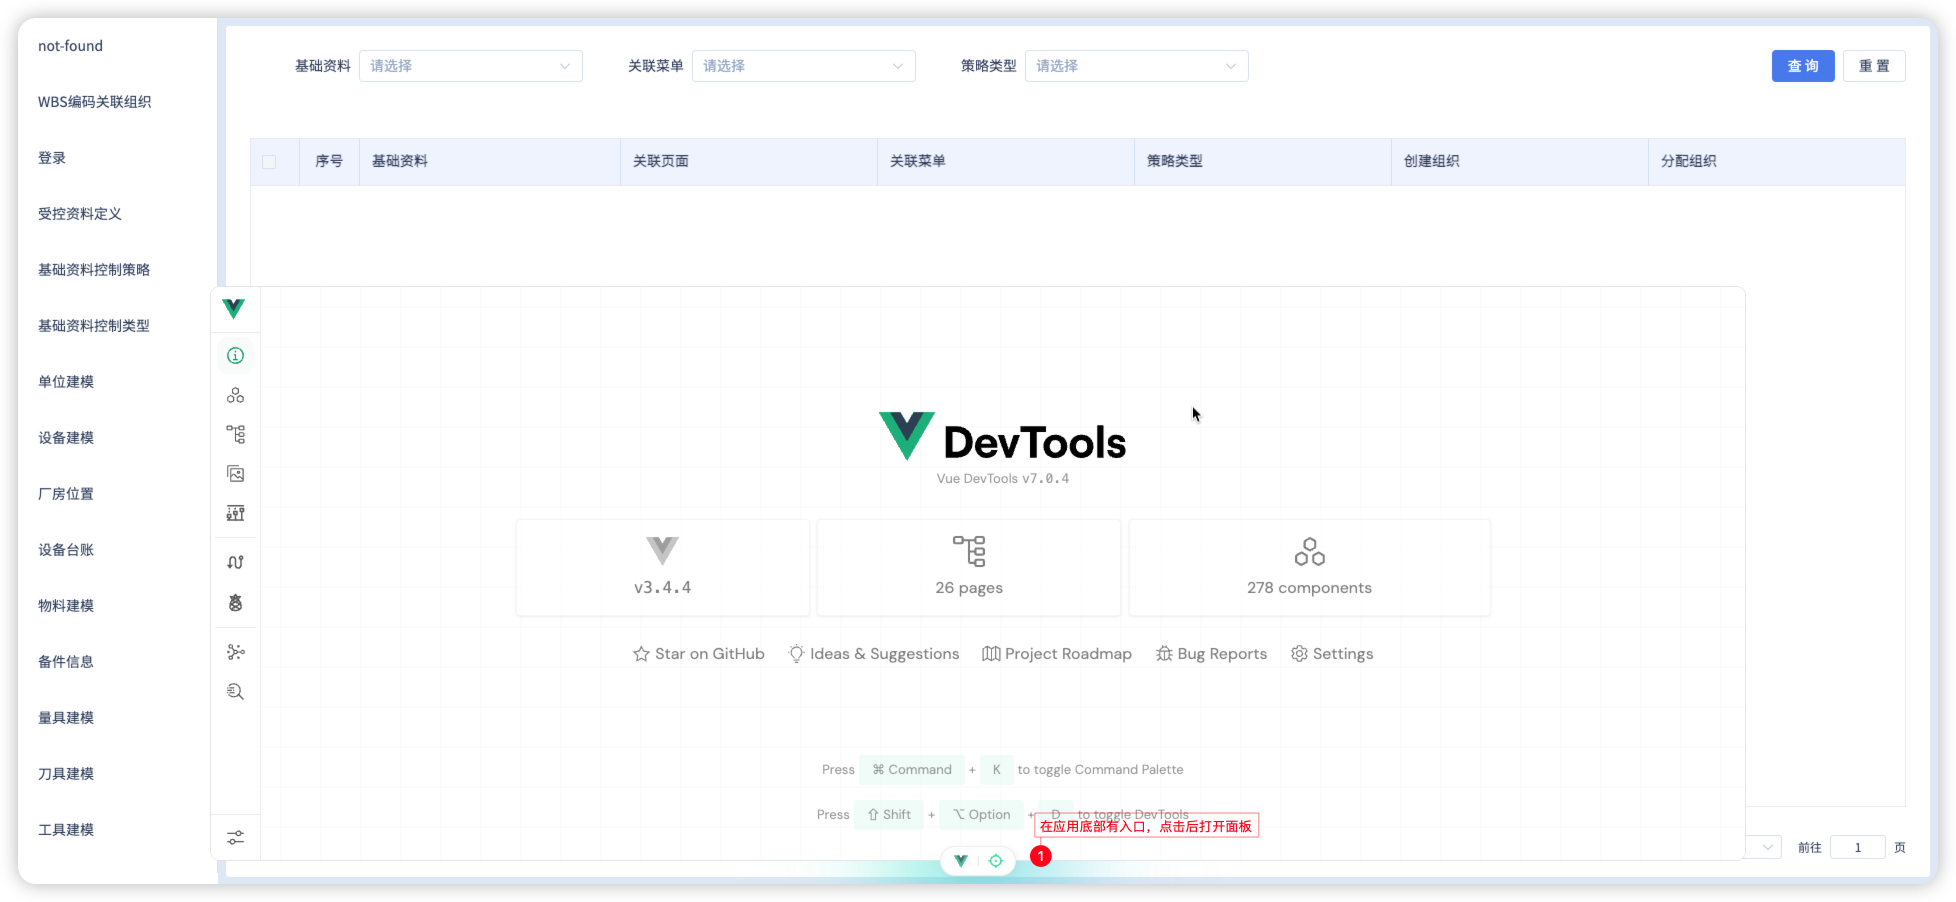 not-found
WBS编码关联组织
登录
受控资料定义
基础资料控制策略
基础资料控制类型
单位建模
设备建模
厂房位置
设备台账
物料建模
备件信息
量具建模
刀具建模
工具建模
基础资料 请选择 关联菜单 请选择 策略类型 请选择 查 询 重 置
序号 基础资料 关联页面 关联菜单 策略类型 创建组织 分配组织
DevTools
Vue DevTools v7.0.4
v3.4.4 26 pages 278 components
Star on GitHub Ideas & Suggestions Project Roadmap Bug Reports Settings
Press ⌘ Command + K to toggle Command Palette
Press ⇧ Shift + ⌥ Option + D to toggle DevTools
在应用底部有入口，点击后打开面板
1
前往 1 页